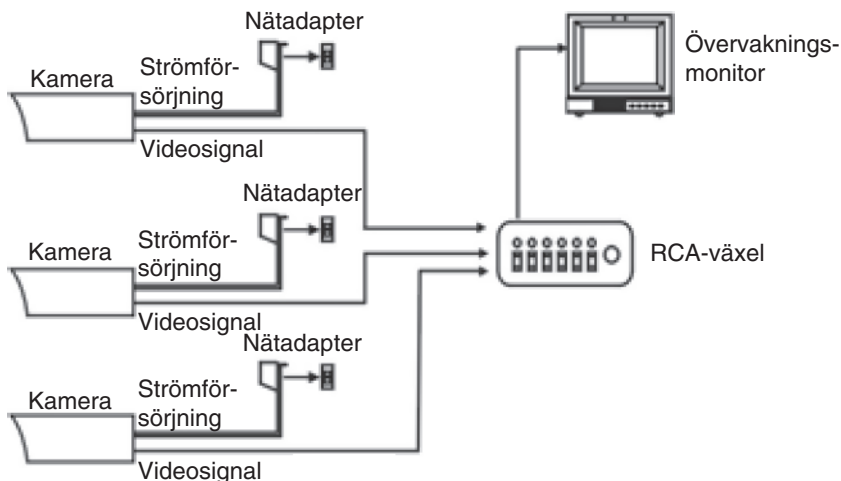 Nätadapter
Kamera
Strömför-
sörjning
Videosignal
Övervaknings-
monitor
Nätadapter
Kamera
Strömför-
sörjning
Videosignal
RCA-växel
Nätadapter
Kamera
Strömför-
sörjning
Videosignal